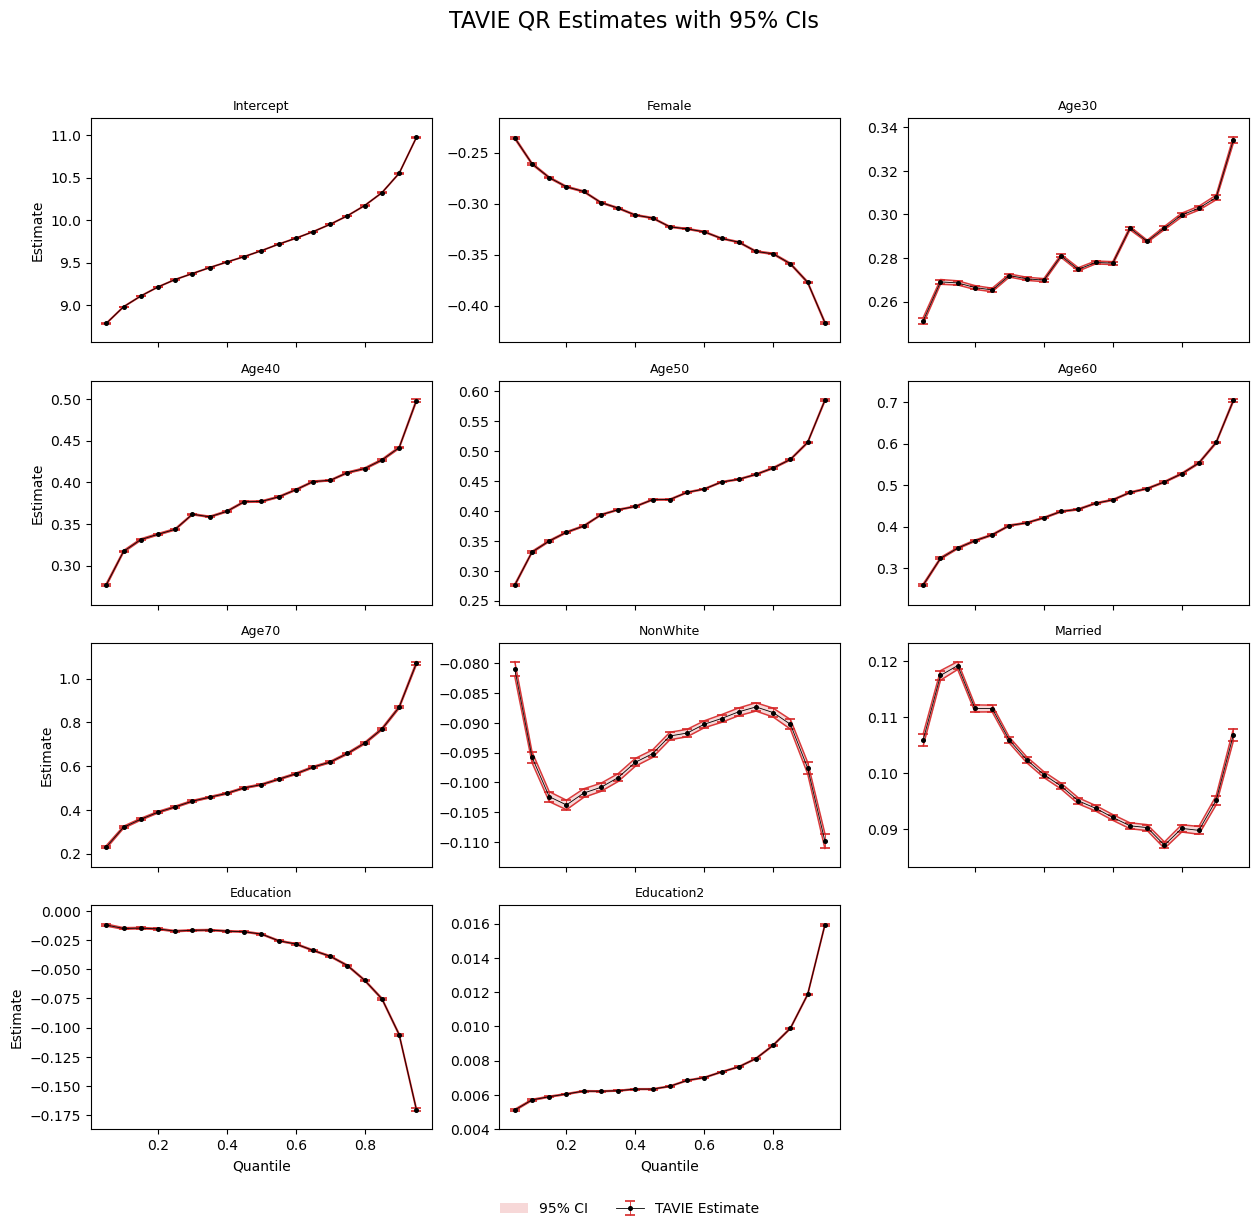 TAVIE QR Estimates with 95% CIs
Intercept
Female
Age30
Estimate
11.0
10.5
10.0
9.5
9.0
−0.25
−0.30
−0.35
−0.40
0.34
0.32
0.30
0.28
0.26
Age40
Age50
Age60
Estimate
0.50
0.45
0.40
0.35
0.30
0.60
0.55
0.50
0.45
0.40
0.35
0.30
0.25
0.7
0.6
0.5
0.4
0.3
Age70
NonWhite
Married
Estimate
1.0
0.8
0.6
0.4
0.2
−0.080
−0.085
−0.090
−0.095
−0.100
−0.105
−0.110
0.12
0.11
0.10
0.09
Education
Education2
Estimate
0.000
−0.025
−0.050
−0.075
−0.100
−0.125
−0.150
−0.175
0.016
0.014
0.012
0.010
0.008
0.006
0.004
0.2 0.4 0.6 0.8
0.2 0.4 0.6 0.8
Quantile
Quantile
95% CI
TAVIE Estimate